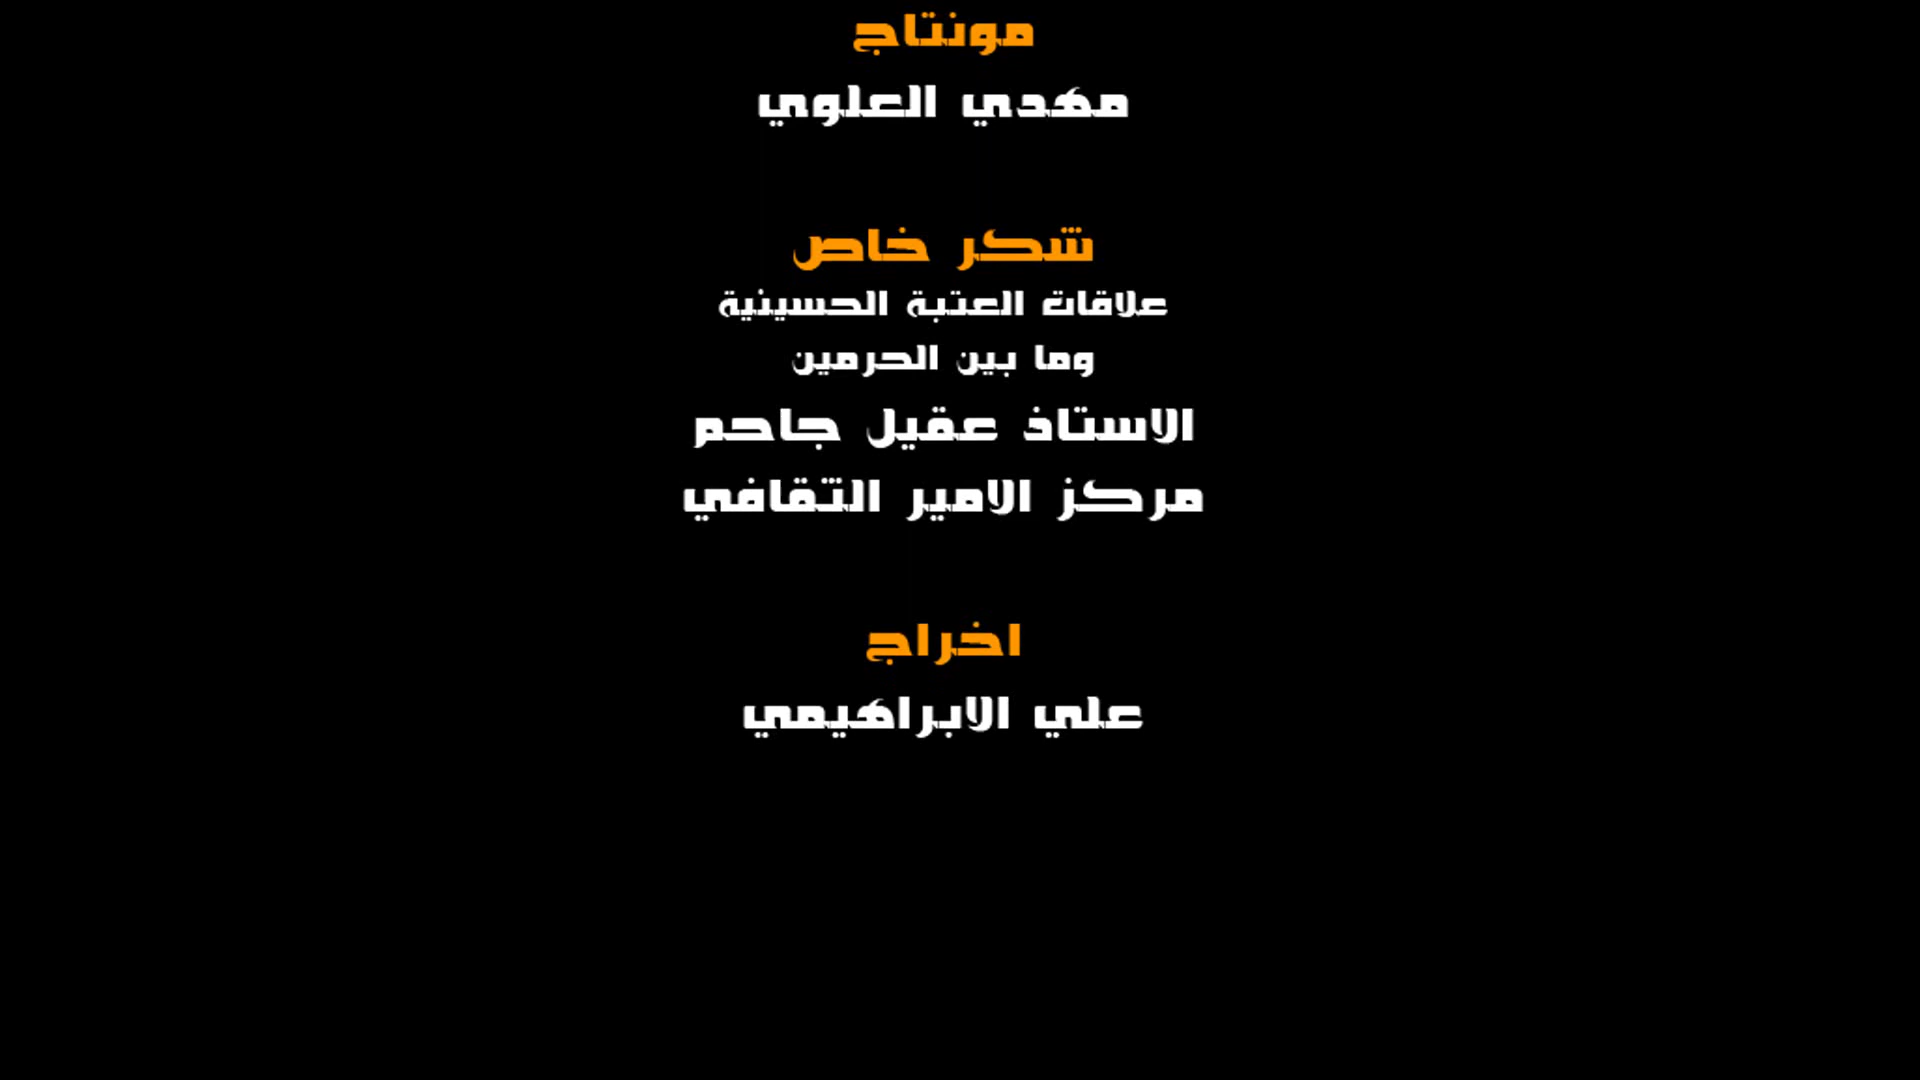 مونتاج
مهدي العلوي
شكر خاص
علاقات العتبة الحسينية
وما بين الحرمين
الاستاذ عقيل جاحم
مركز الامير الثقافي
اخراج
علي الابراهيمي